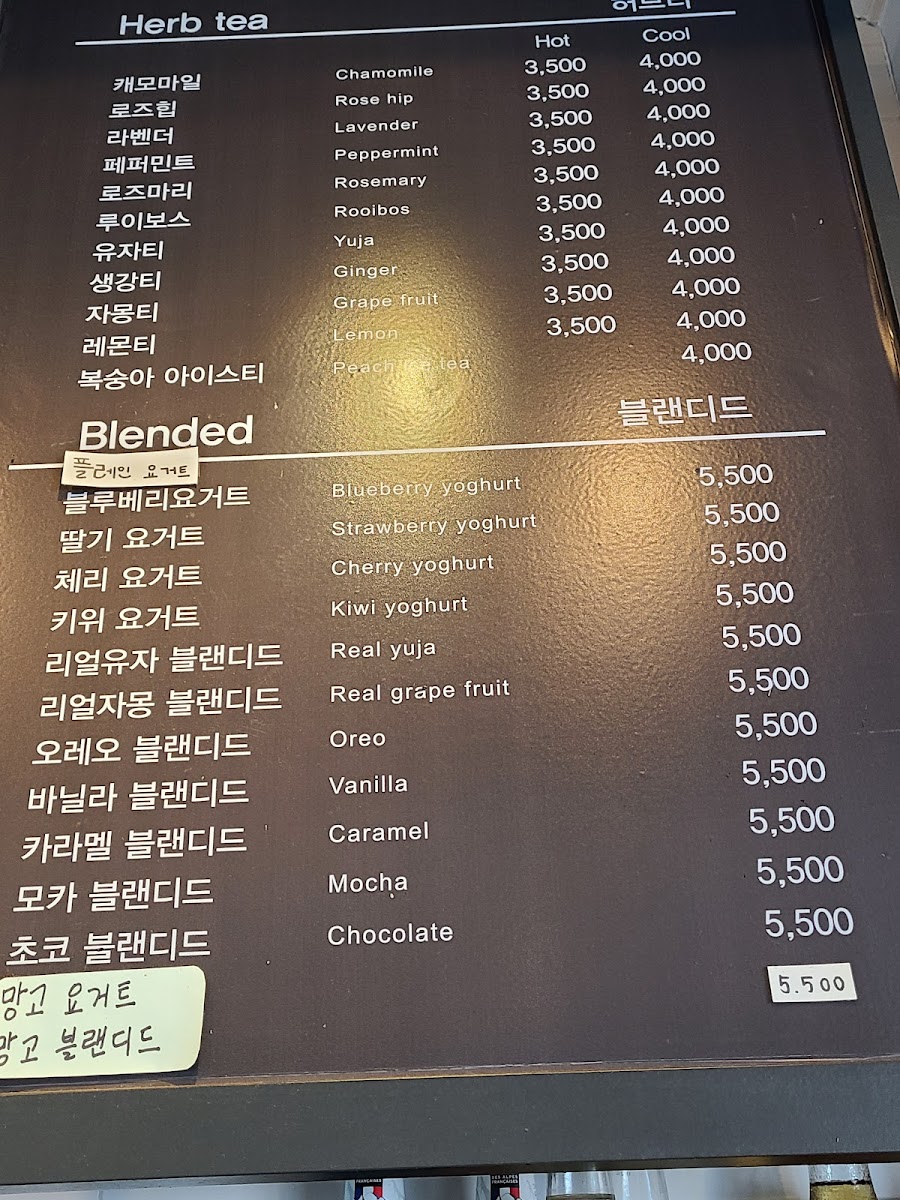 Herb tea 허브티
Hot Cool
캐모마일 Chamomile 3,500 4,000
로즈힙 Rose hip 3,500 4,000
라벤더 Lavender 3,500 4,000
페퍼민트 Peppermint 3,500 4,000
로즈마리 Rosemary 3,500 4,000
루이보스 Rooibos 3,500 4,000
유자티 Yuja 3,500 4,000
생강티 Ginger 3,500 4,000
자몽티 Grape fruit 3,500 4,000
레몬티 Lemon 3,500 4,000
복숭아 아이스티 Peach ice tea 4,000
Blended 블랜디드
플레인 요거트
블루베리요거트 Blueberry yoghurt 5,500
딸기 요거트 Strawberry yoghurt 5,500
체리 요거트 Cherry yoghurt 5,500
키위 요거트 Kiwi yoghurt 5,500
리얼유자 블랜디드 Real yuja 5,500
리얼자몽 블랜디드 Real grape fruit 5,500
오레오 블랜디드 Oreo 5,500
바닐라 블랜디드 Vanilla 5,500
카라멜 블랜디드 Caramel 5,500
모카 블랜디드 Mocha 5,500
초코 블랜디드 Chocolate 5,500
망고 요거트 5.500
망고 블랜디드
DES ALPES
FRANÇAISES